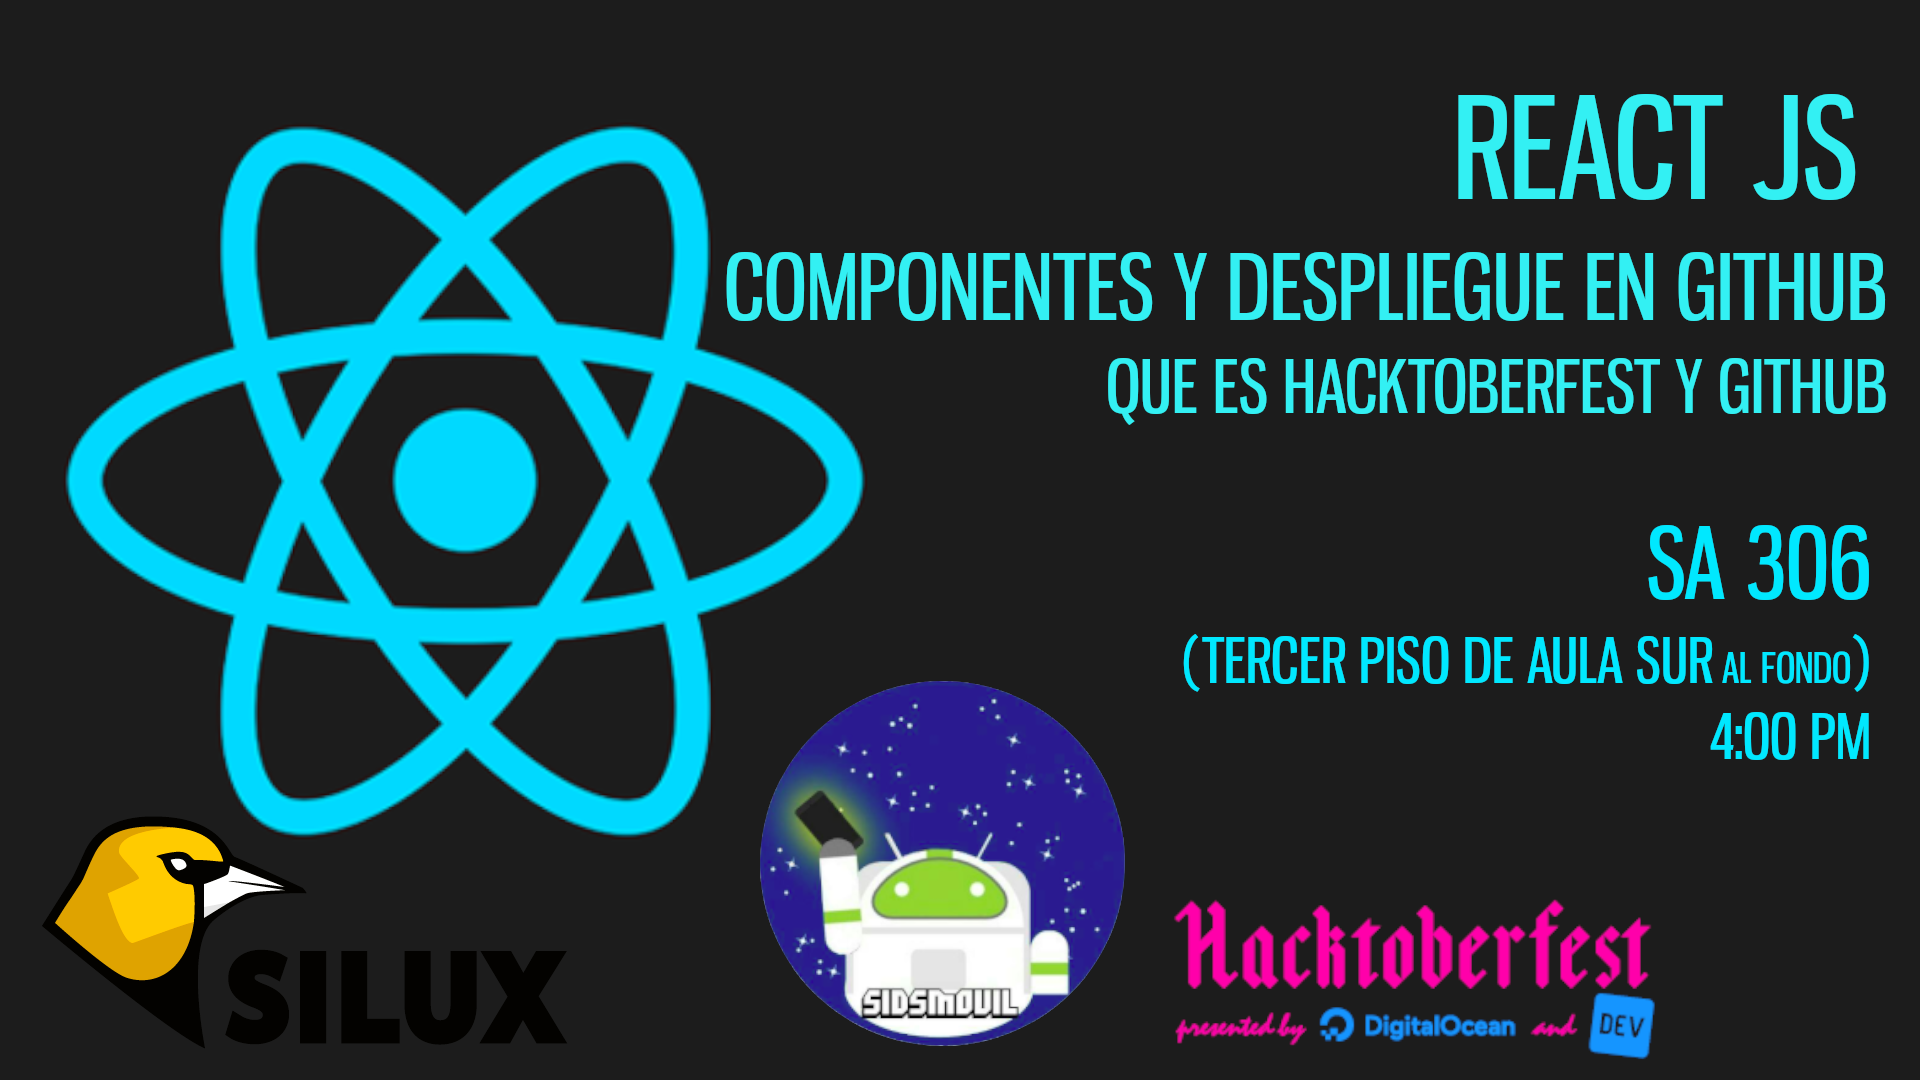 REACT JS
COMPONENTES Y DESPLIEGUE EN GITHUB
QUE ES HACKTOBERFEST Y GITHUB
SA 306
(TERCER PISO DE AULA SUR AL FONDO)
4:00 PM
SILUX
SIDSMOVIL
Hacktoberfest
presented by DigitalOcean and DEV